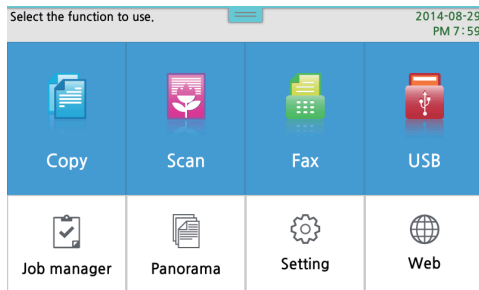 Select the function to use.
2014-08-29
PM 7:59
Copy
Scan
Fax
USB
Job manager
Panorama
Setting
Web